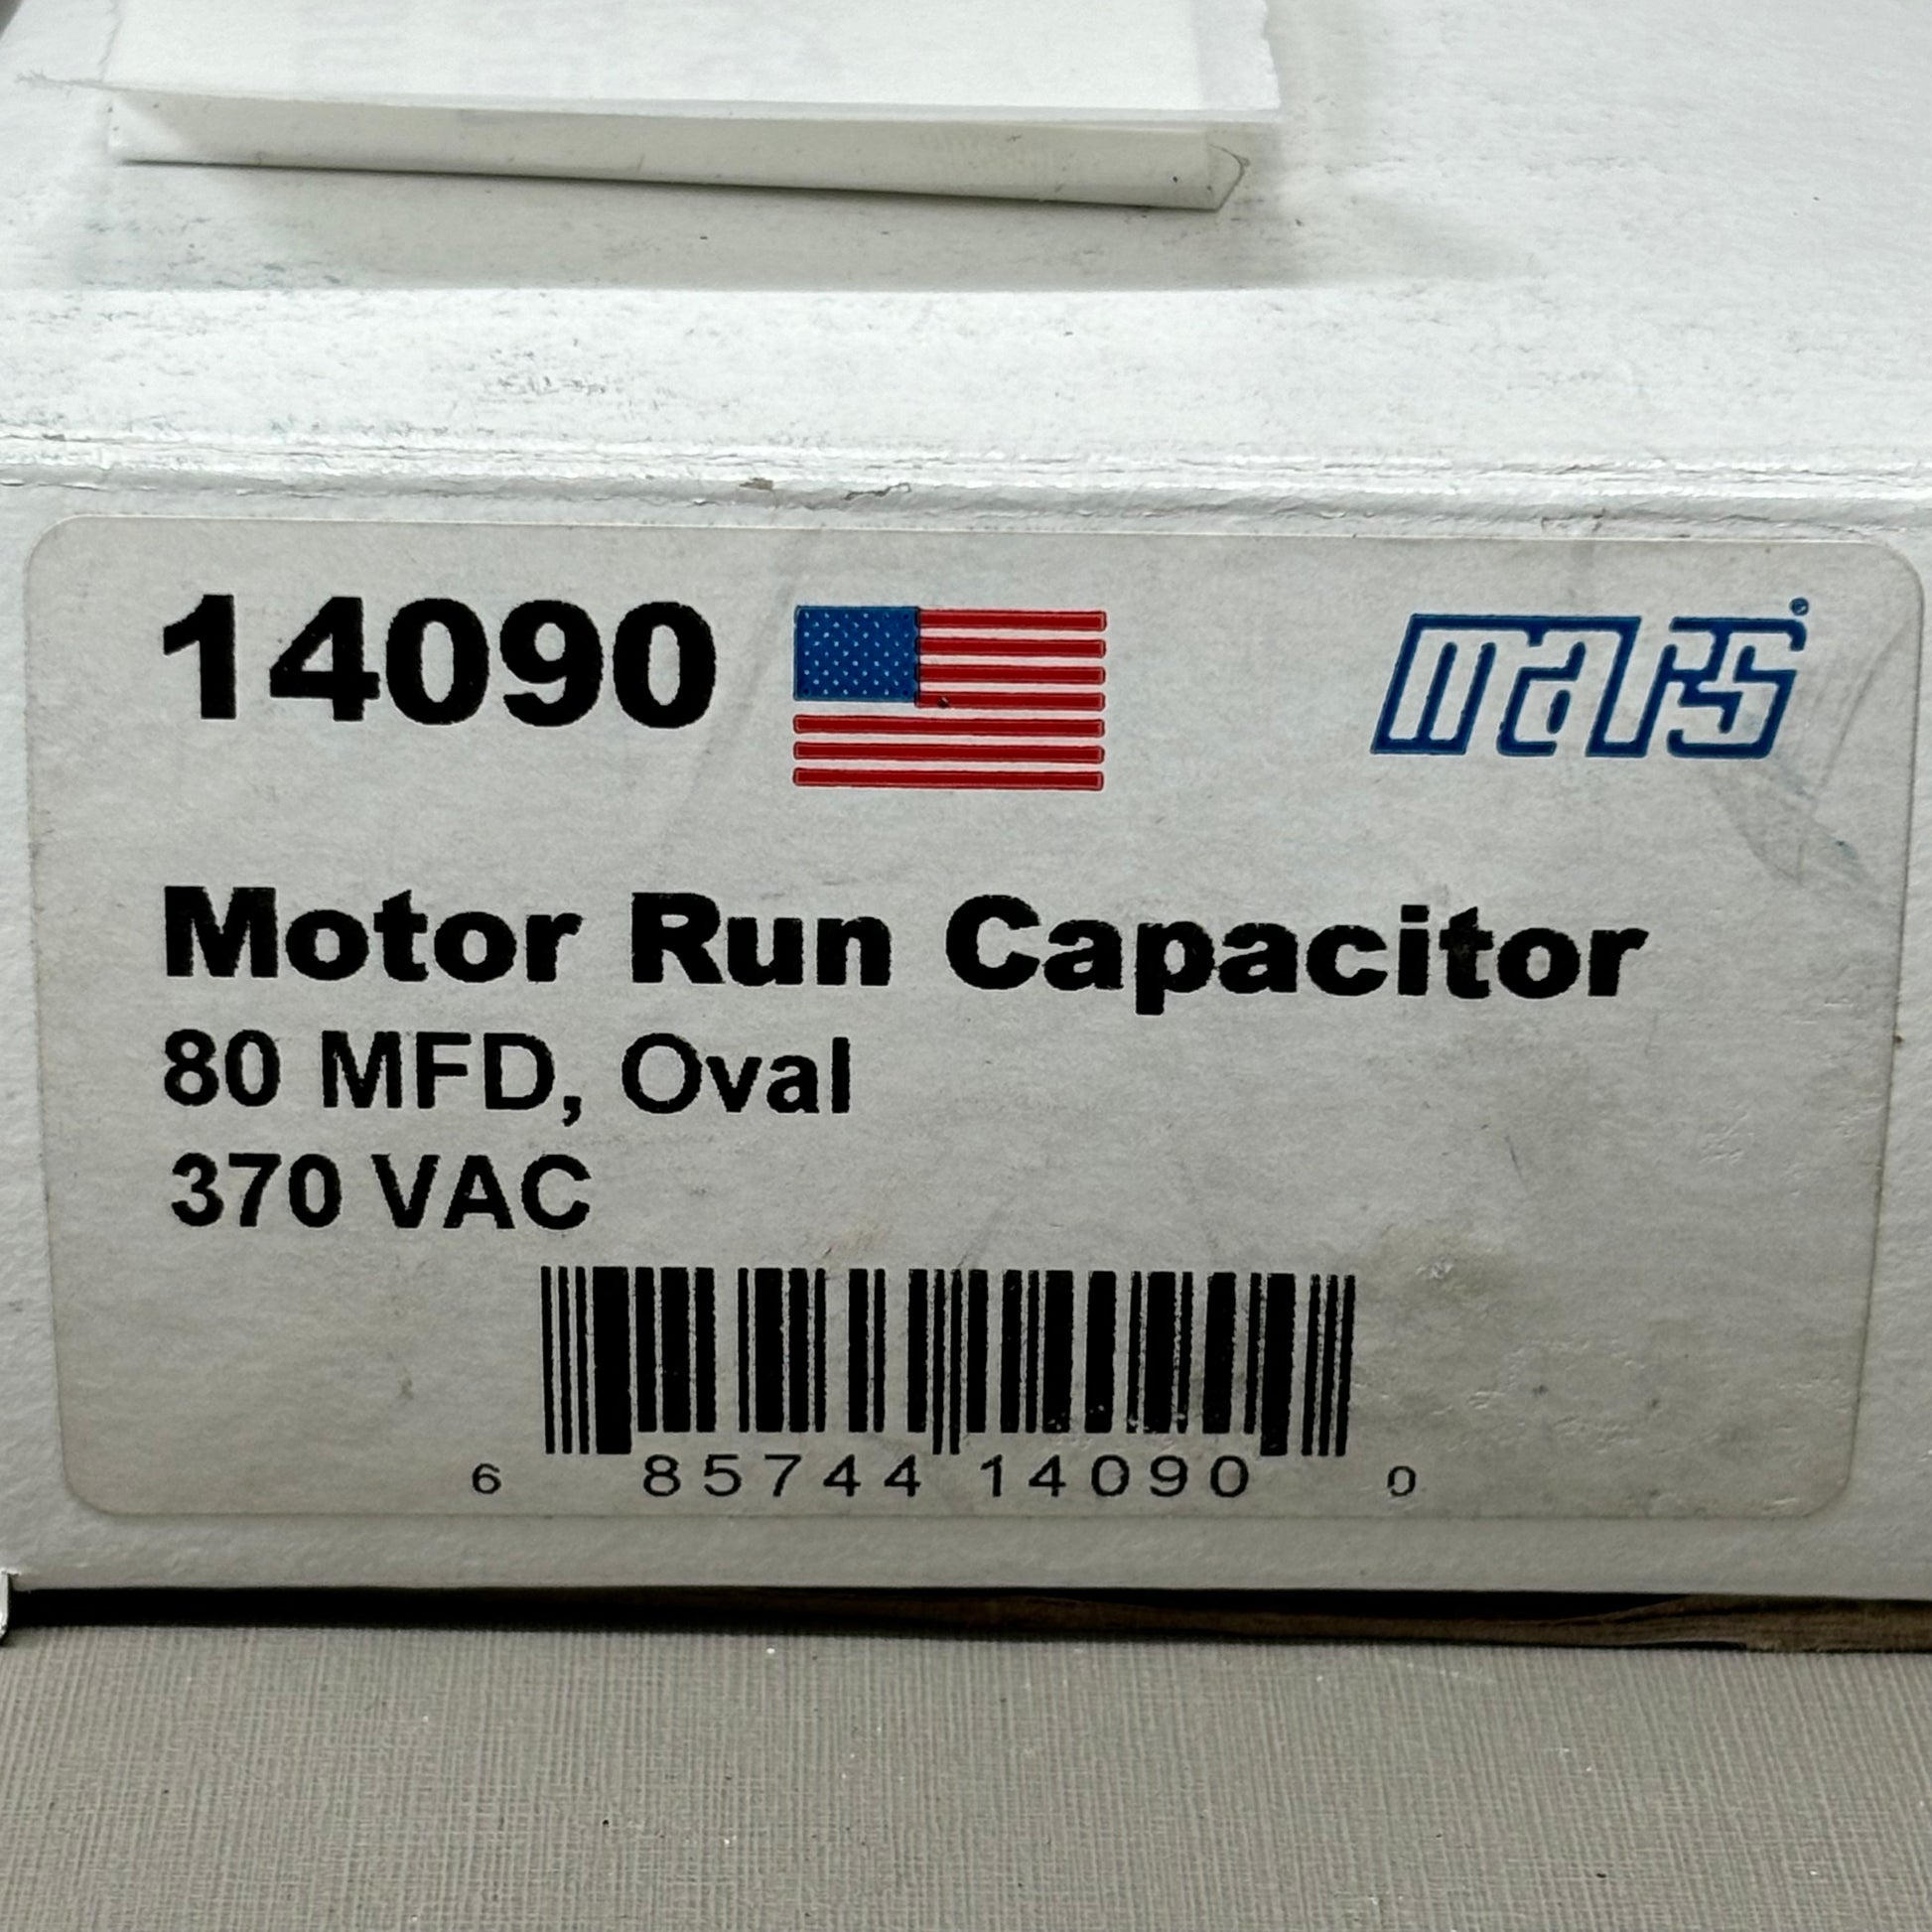 14090
mars
Motor Run Capacitor
80 MFD, Oval
370 VAC
6 85744 14090 0